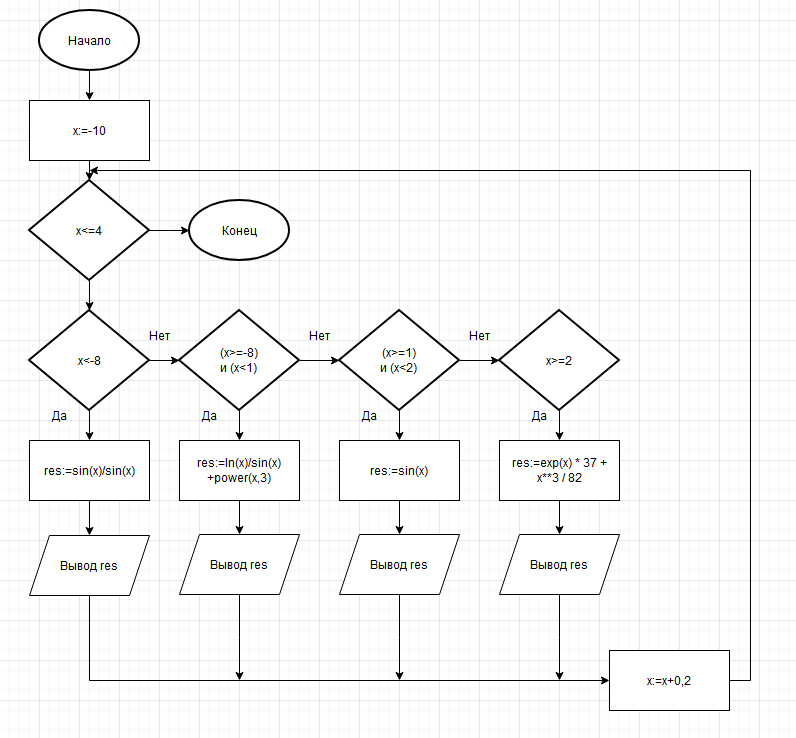 Начало
x:=-10
x<=4
Конец
Нет
Нет
Нет
x<-8
(x>=-8)
и (x<1)
(x>=1)
и (x<2)
x>=2
Да
Да
Да
Да
res:=sin(x)/sin(x)
res:=ln(x)/sin(x)
+power(x,3)
res:=sin(x)
res:=exp(x) * 37 +
x**3 / 82
Вывод res
Вывод res
Вывод res
Вывод res
x:=x+0,2